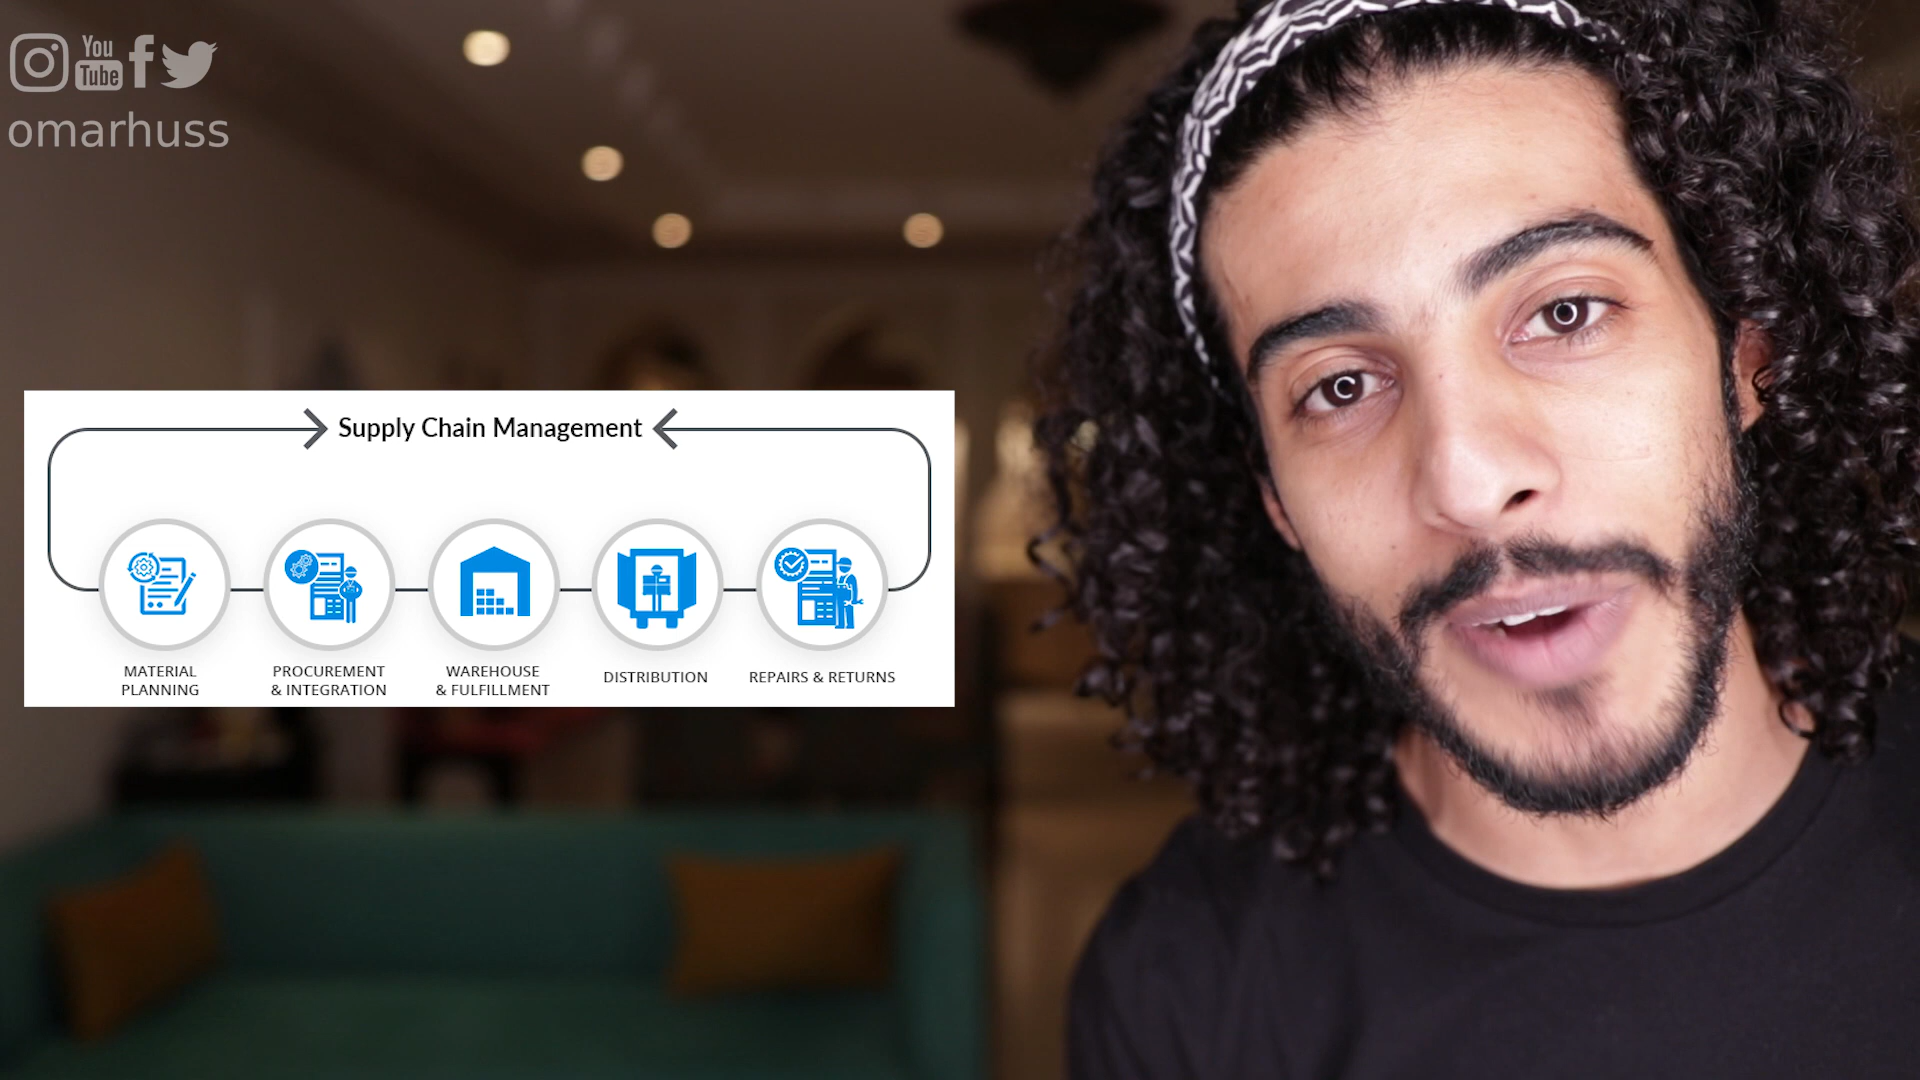 You
Tube
omarhuss
Supply Chain Management
MATERIAL
PLANNING
PROCUREMENT
& INTEGRATION
WAREHOUSE
& FULFILLMENT
DISTRIBUTION
REPAIRS & RETURNS